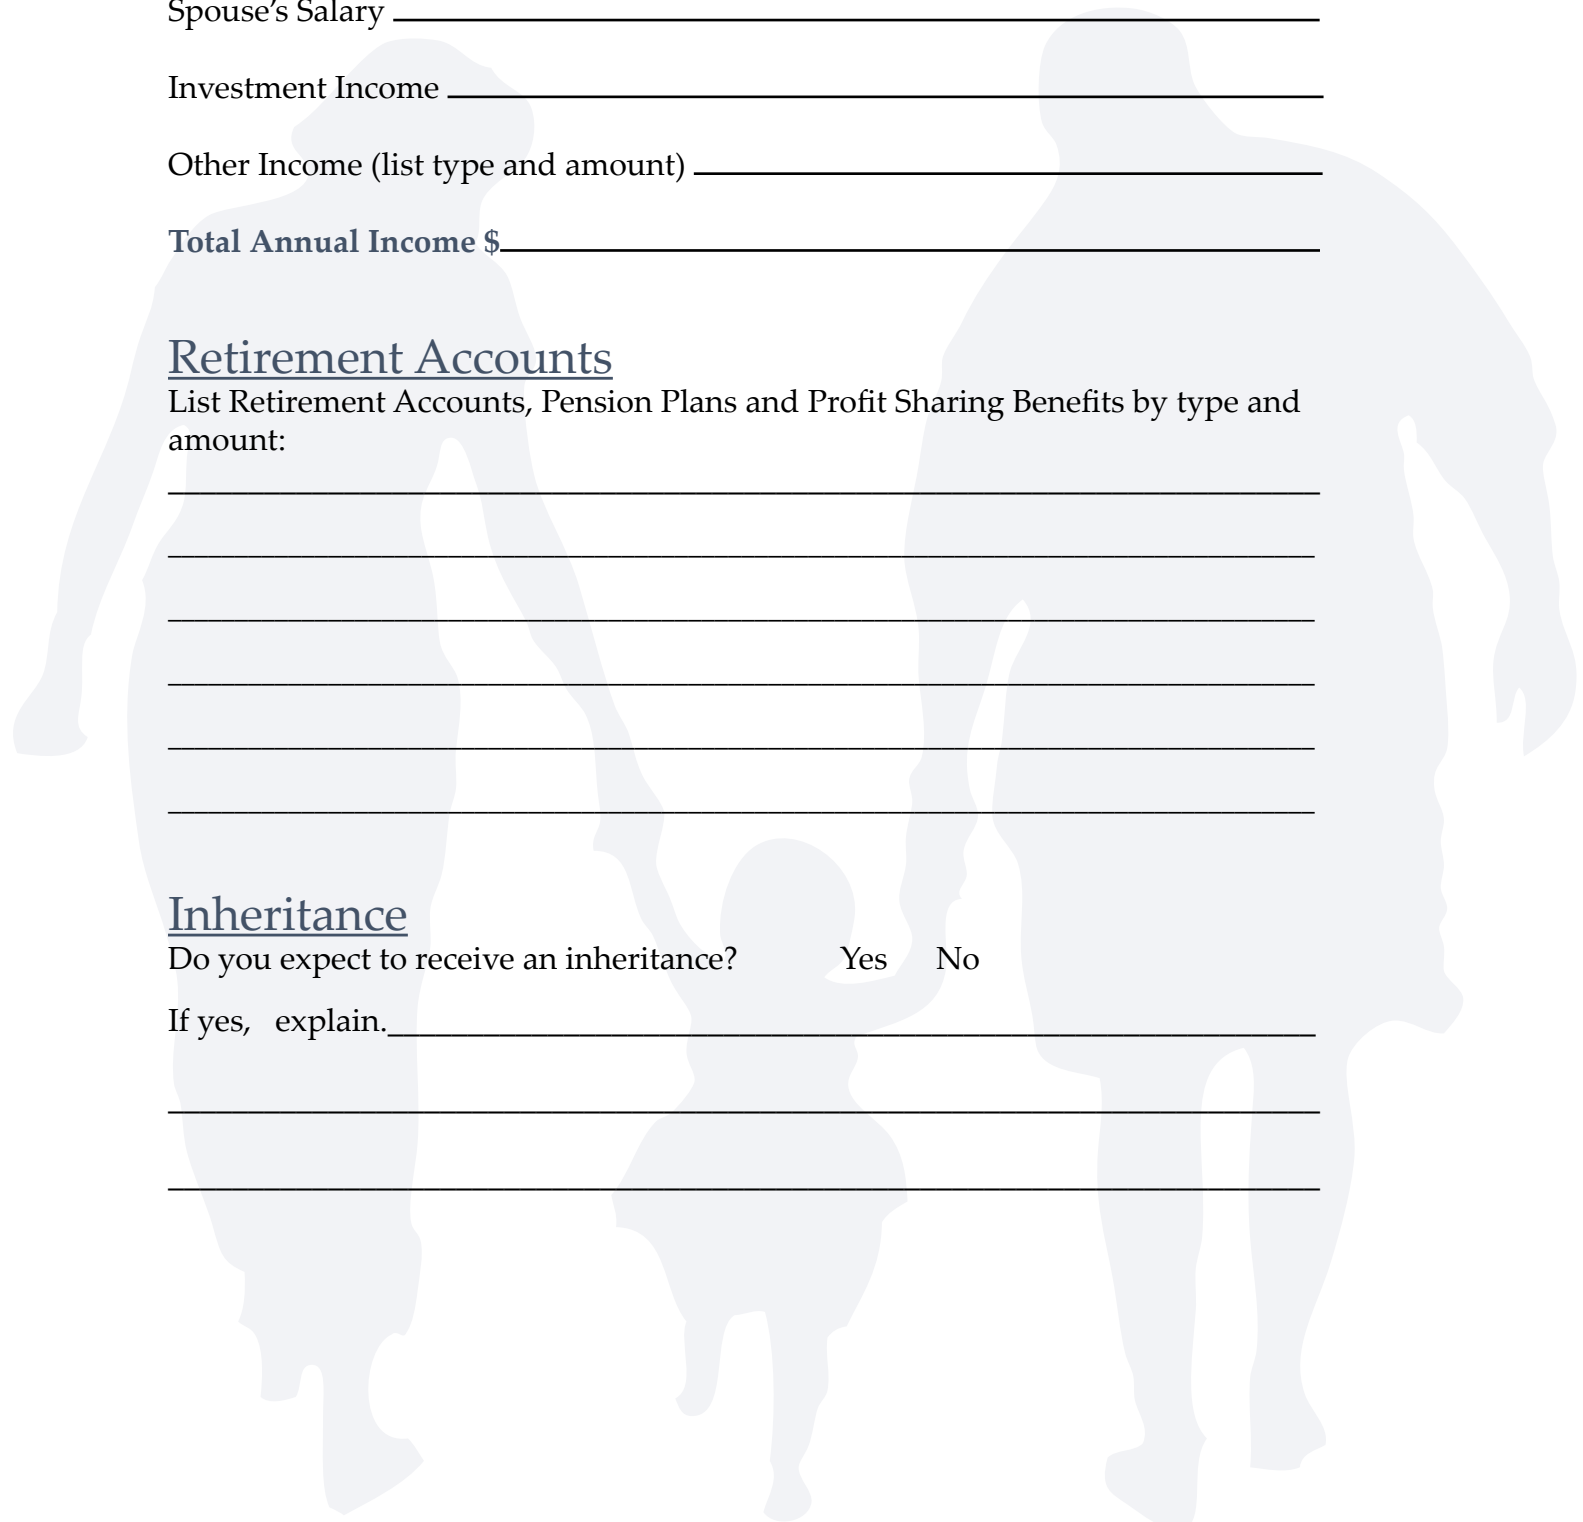 Spouse's Salary
Investment Income
Other Income (list type and amount)
Total Annual Income $
Retirement Accounts
List Retirement Accounts, Pension Plans and Profit Sharing Benefits by type and
amount:
Inheritance
Do you expect to receive an inheritance? Yes No
If yes, explain.